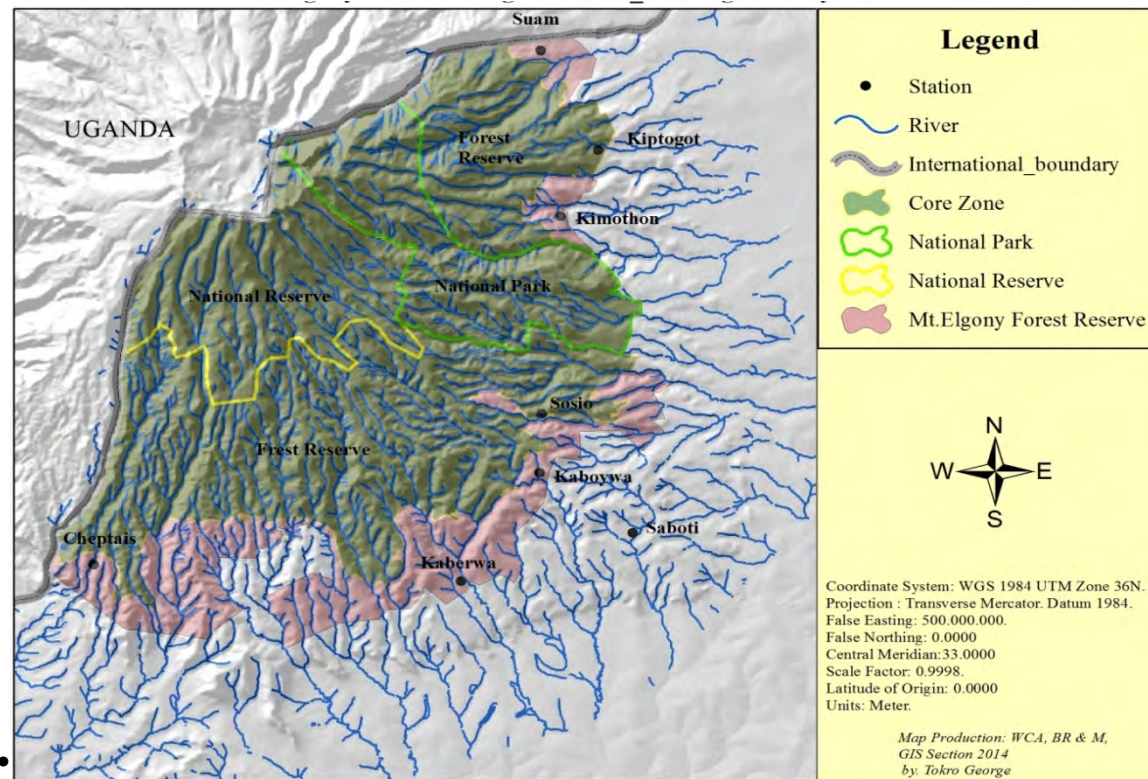 Suam
UGANDA
Forest
Reserve
Kiptogot
Kimothon
National Reserve
National Park
Sosio
Frest Reserve
Kaboywa
Saboti
Cheptais
Kaberwa
Legend
Station
River
International_boundary
Core Zone
National Park
National Reserve
Mt.Elgony Forest Reserve
N
W
E
S
Coordinate System: WGS 1984 UTM Zone 36N.
Projection : Transverse Mercator. Datum 1984.
False Easting: 500.000.000.
False Northing: 0.0000
Central Meridian:33.0000
Scale Factor: 0.9998.
Latitude of Origin: 0.0000
Units: Meter.
Map Production: WCA, BR & M,
GIS Section 2014
by. Tokro George